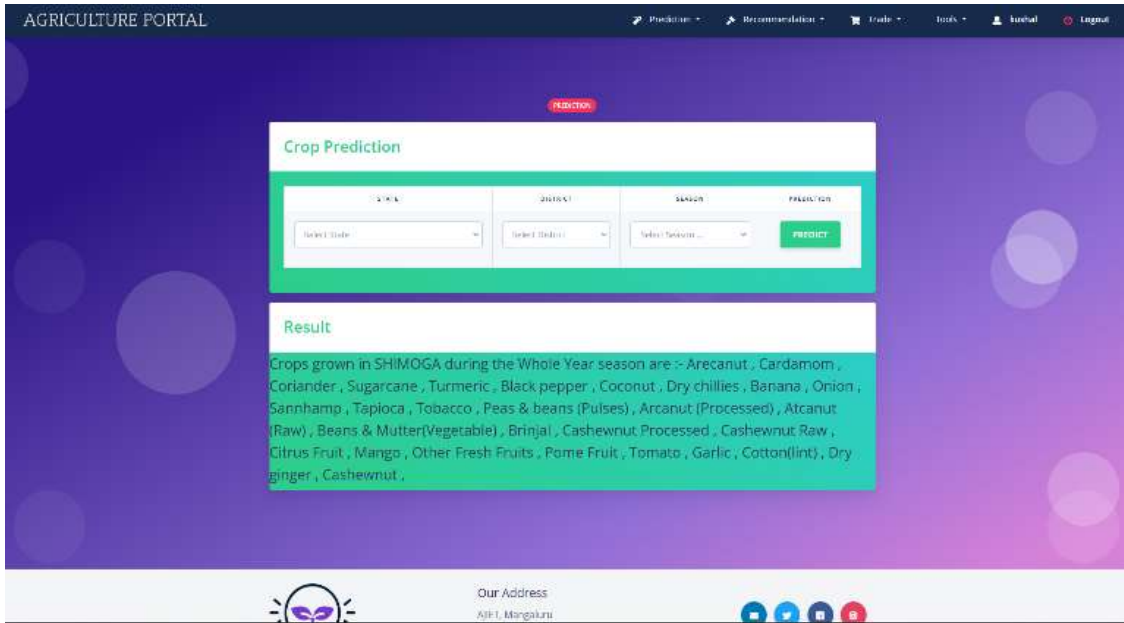 AGRICULTURE PORTAL
Prediction
Recommendation
Trade
Tools
kushal
Logout
PREDICTION
Crop Prediction
STATE
DISTRICT
SEASON
PREDICTION
Select State
Select District
Select Season ...
PREDICT
Result
Crops grown in SHIMOGA during the Whole Year season are :- Arecanut , Cardamom ,
Coriander , Sugarcane , Turmeric , Black pepper , Coconut , Dry chillies , Banana , Onion ,
Sannhamp , Tapioca , Tobacco , Peas & beans (Pulses) , Arcanut (Processed) , Atcanut
(Raw) , Beans & Mutter(Vegetable) , Brinjal , Cashewnut Processed , Cashewnut Raw ,
Citrus Fruit , Mango , Other Fresh Fruits , Pome Fruit , Tomato , Garlic , Cotton(lint) , Dry
ginger , Cashewnut ,
Our Address
AJIET, Mangaluru